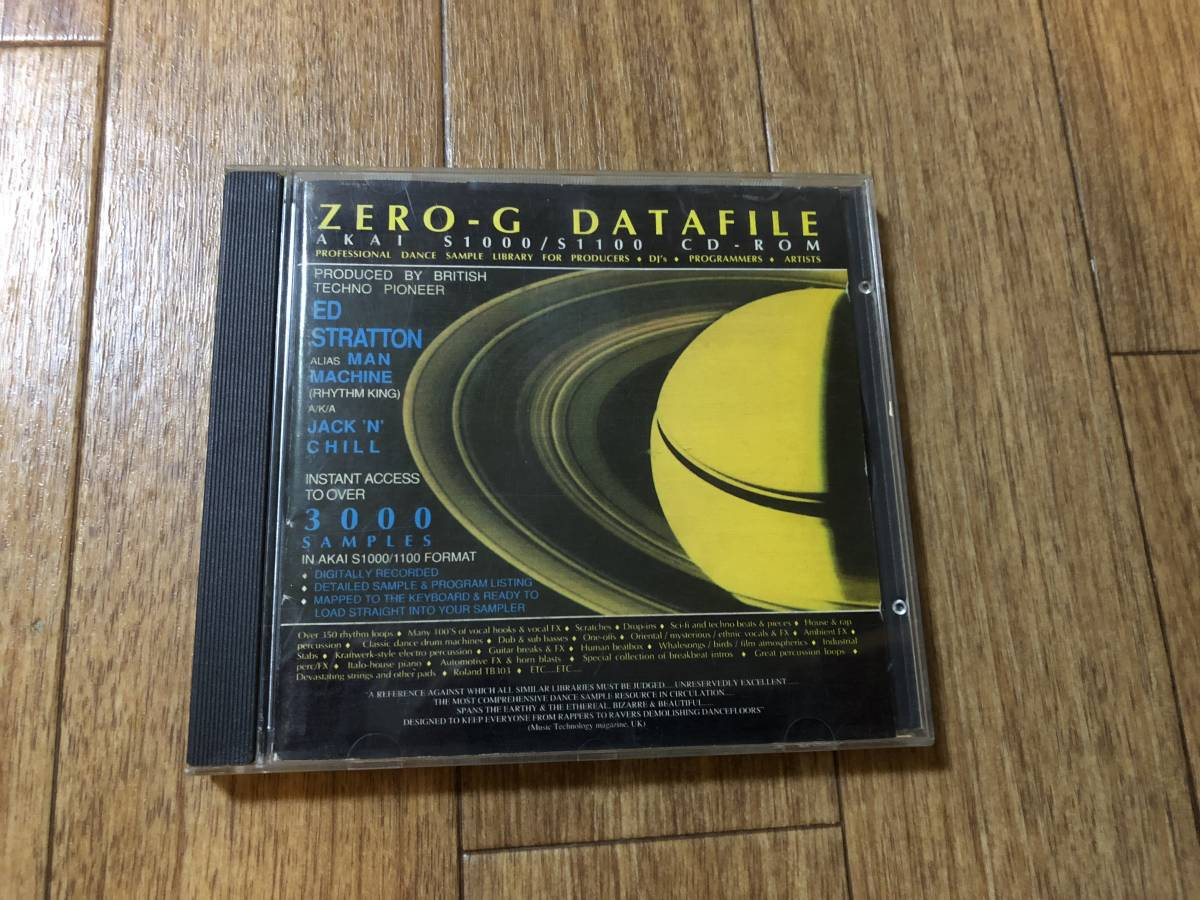 ZERO-G DATAFILE
AKAI S1000/S1100 CD-ROM
PROFESSIONAL DANCE SAMPLE LIBRARY FOR PRODUCERS ♦ DJ's ♦ PROGRAMMERS ♦ ARTISTS
PRODUCED BY BRITISH
TECHNO PIONEER
ED
STRATTON
ALIAS MAN
MACHINE
(RHYTHM KING)
A/K/A
JACK 'N'
CHILL
INSTANT ACCESS
TO OVER
3000
SAMPLES
IN AKAI S1000/1100 FORMAT
♦ DIGITALLY RECORDED
♦ DETAILED SAMPLE & PROGRAM LISTING
♦ MAPPED TO THE KEYBOARD & READY TO
LOAD STRAIGHT INTO YOUR SAMPLER
Over 350 rhythm loops ♦ Many 100'S of vocal hooks & vocal FX ♦ Scratches ♦ Drop-ins ♦ Sci-fi and techno beats & pieces ♦ House & rap
percussion ♦ Classic dance drum machines ♦ Dub & sub basses ♦ One-offs ♦ Oriental / mysterious / ethnic vocals & FX ♦ Ambient FX ♦
Stabs ♦ Kraftwerk-style electro percussion ♦ Guitar breaks & FX ♦ Human beatbox ♦ Whalesongs / birds / film atmospherics ♦ Industrial
perc/FX ♦ Italo-house piano ♦ Automotive FX & horn blasts ♦ Special collection of breakbeat intros ♦ Great percussion loops ♦
Devastating strings and other pads ♦ Roland TB303 ♦ ETC....ETC....
"A REFERENCE AGAINST WHICH ALL SIMILAR LIBRARIES MUST BE JUDGED.... UNRESERVEDLY EXCELLENT......
THE MOST COMPREHENSIVE DANCE SAMPLE RESOURCE IN CIRCULATION....
SPANS THE EARTHY & THE ETHEREAL, BIZARRE & BEAUTIFUL......
DESIGNED TO KEEP EVERYONE FROM RAPPERS TO RAVERS DEMOLISHING DANCEFLOORS"
(Music Technology magazine, UK)